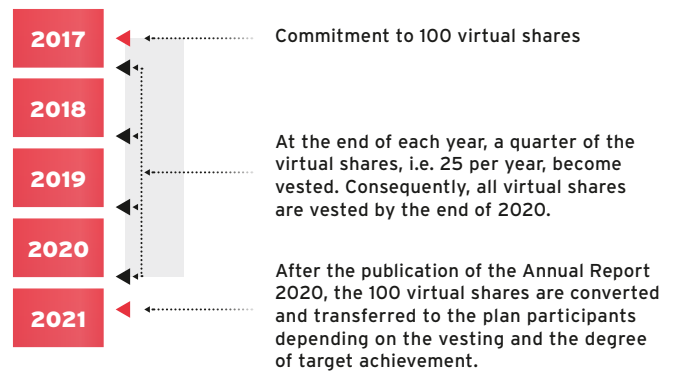 2017
Commitment to 100 virtual shares
2018
At the end of each year, a quarter of the
virtual shares, i.e. 25 per year, become
vested. Consequently, all virtual shares
are vested by the end of 2020.
2019
2020
After the publication of the Annual Report
2020, the 100 virtual shares are converted
and transferred to the plan participants
depending on the vesting and the degree
of target achievement.
2021